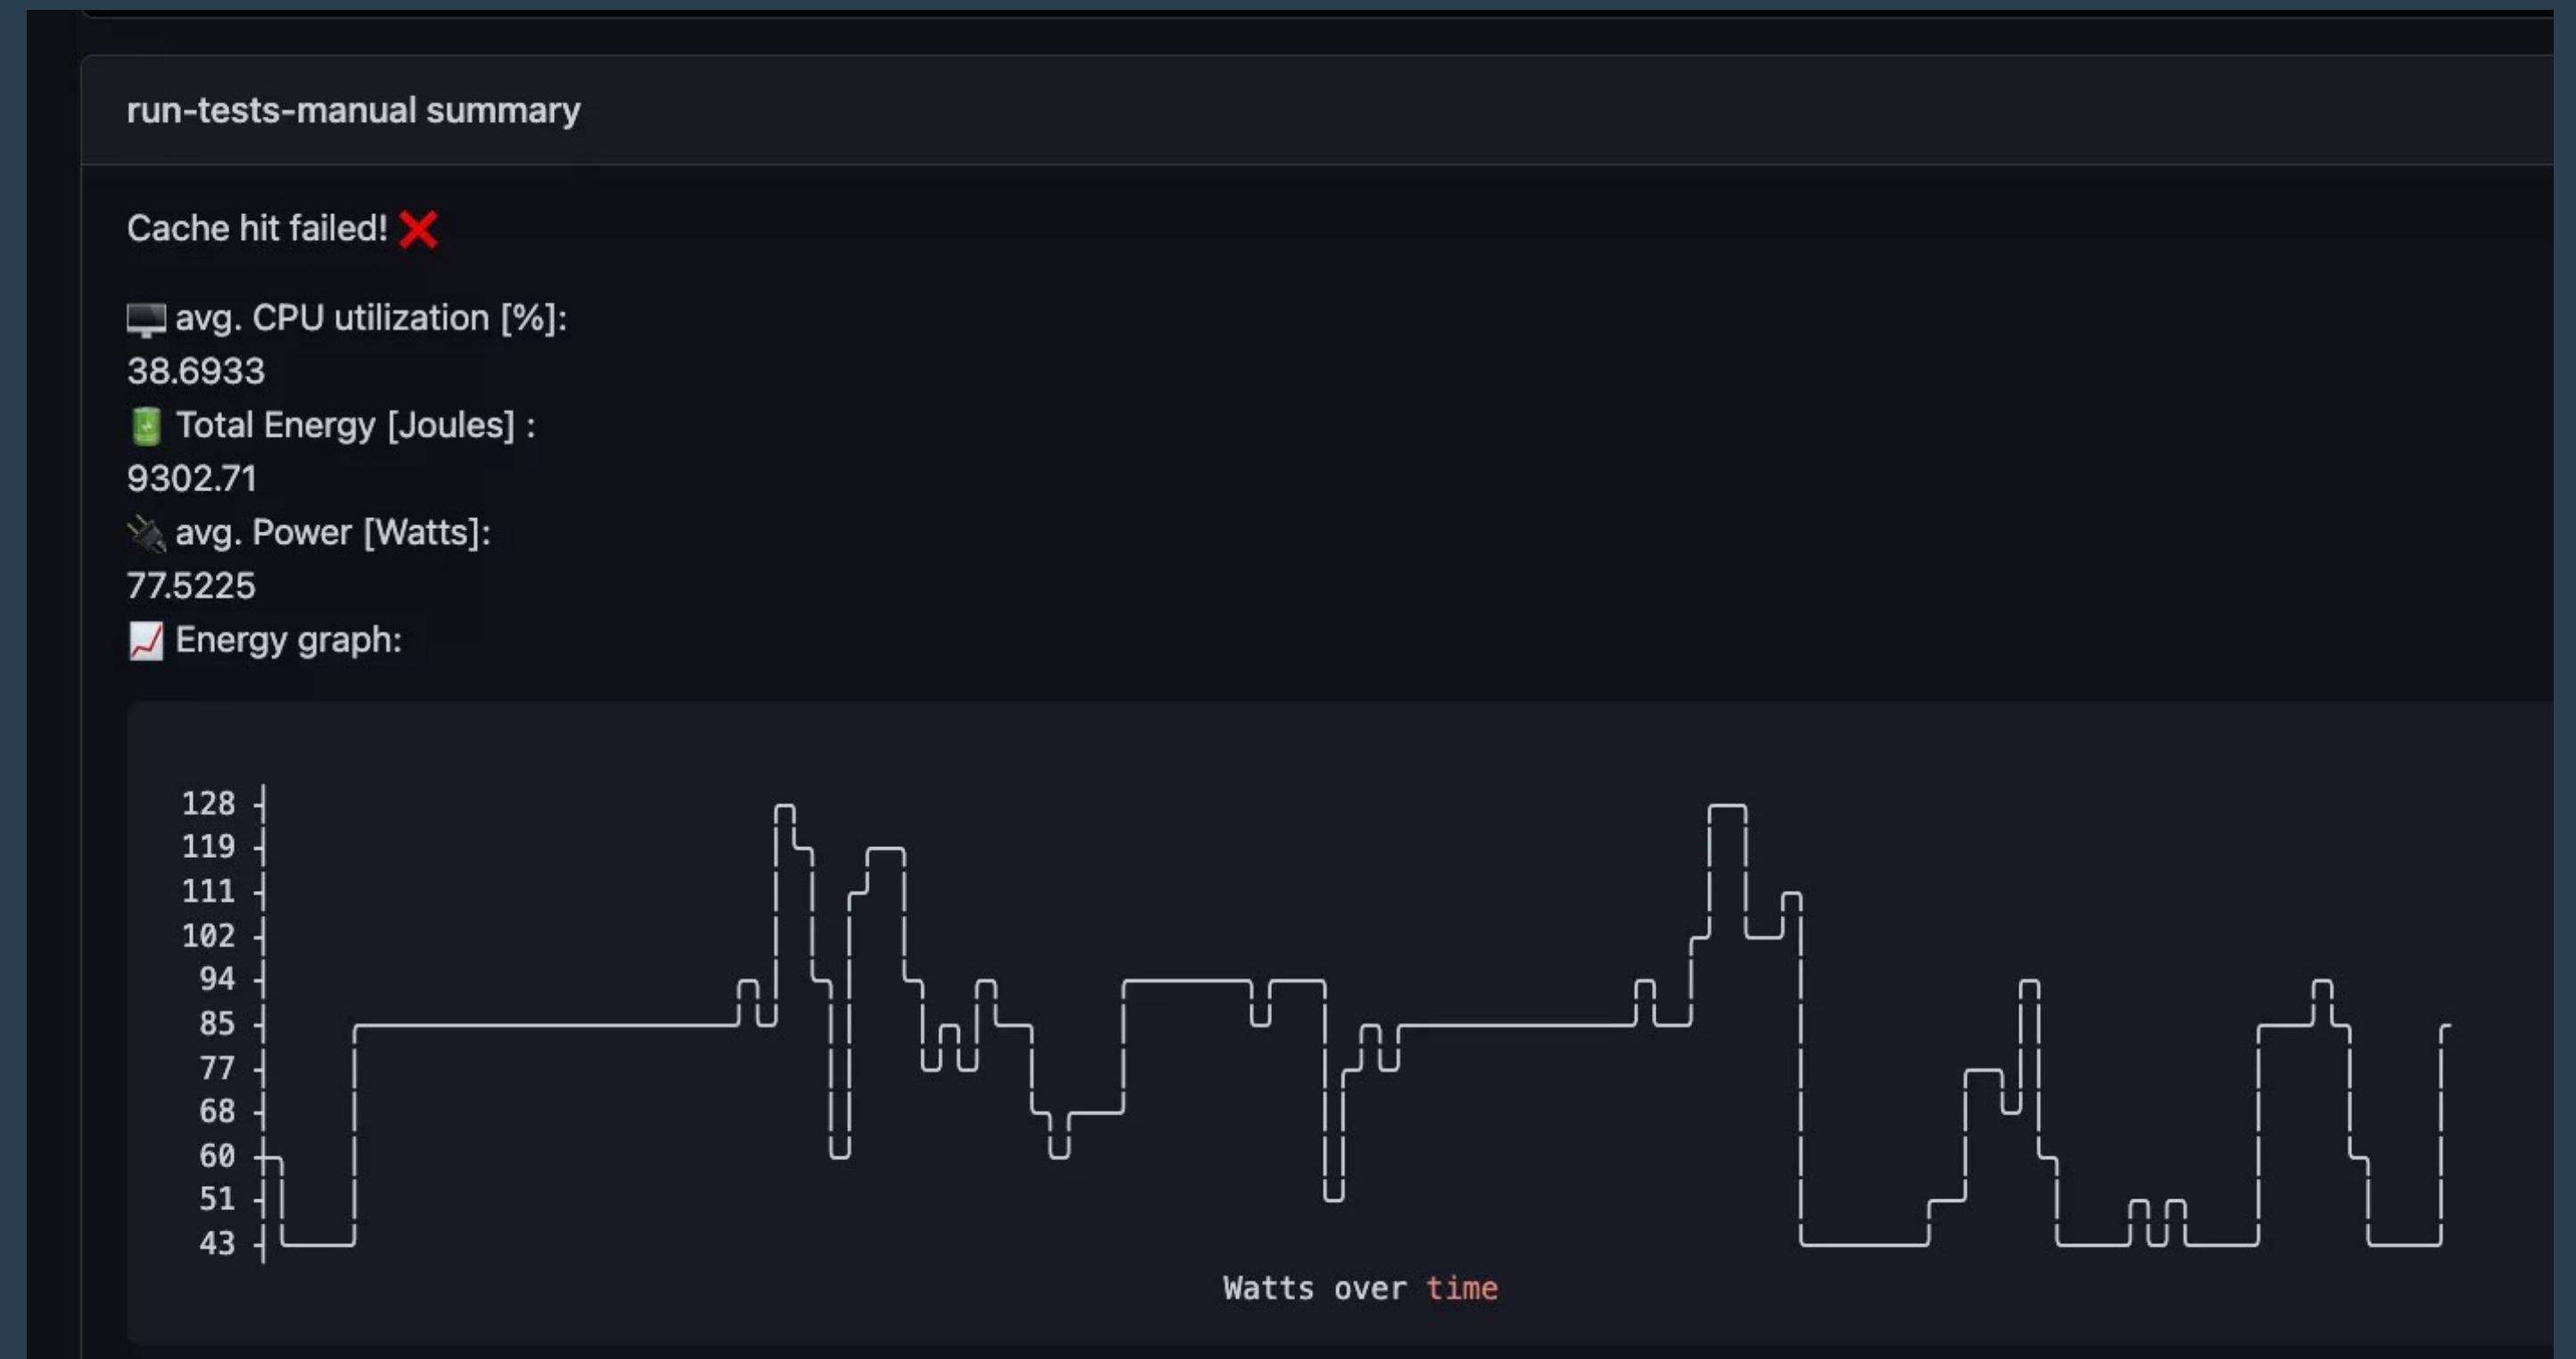 run-tests-manual summary
Cache hit failed! ❌
🖥️ avg. CPU utilization [%]:
38.6933
🔋 Total Energy [Joules] :
9302.71
🔌 avg. Power [Watts]:
77.5225
📈 Energy graph:
128
119
111
102
94
85
77
68
60
51
43
Watts over time